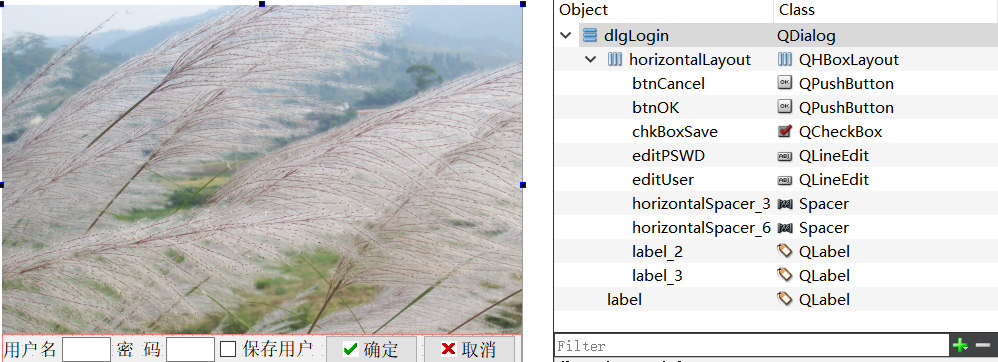 Object Class
dlgLogin QDialog
horizontalLayout QHBoxLayout
btnCancel QPushButton
btnOK QPushButton
chkBoxSave QCheckBox
editPSWD QLineEdit
editUser QLineEdit
horizontalSpacer_3 Spacer
horizontalSpacer_6 Spacer
label_2 QLabel
label_3 QLabel
label QLabel
Filter
用户名 密 码 保存用户 确定 取消